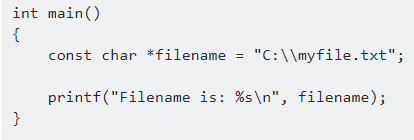 int main()
{
    const char *filename = "C:\\myfile.txt";
    printf("Filename is: %s\n", filename);
}